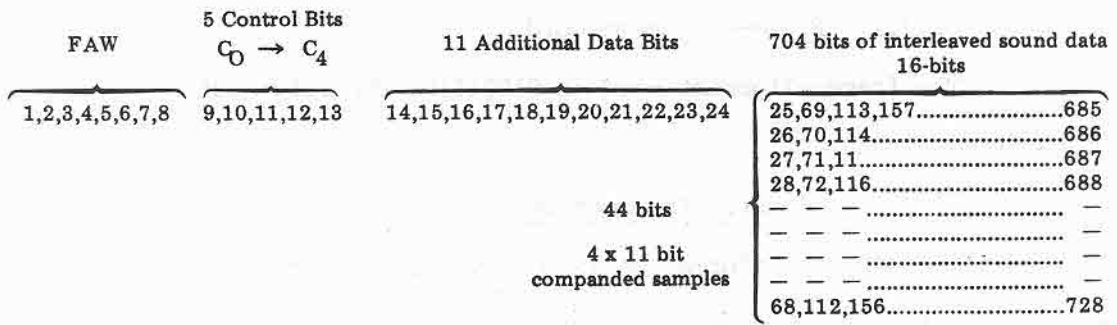 5 Control Bits
FAW
C₀ → C₄
11 Additional Data Bits
704 bits of interleaved sound data
16-bits
1,2,3,4,5,6,7,8
9,10,11,12,13
14,15,16,17,18,19,20,21,22,23,24
25,69,113,157........................685
26,70,114...............................686
27,71,11.................................687
28,72,116...............................688
— — — ................................ —
— — — ................................ —
— — — ................................ —
— — — ................................ —
68,112,156.............................728
44 bits
4 x 11 bit
companded samples